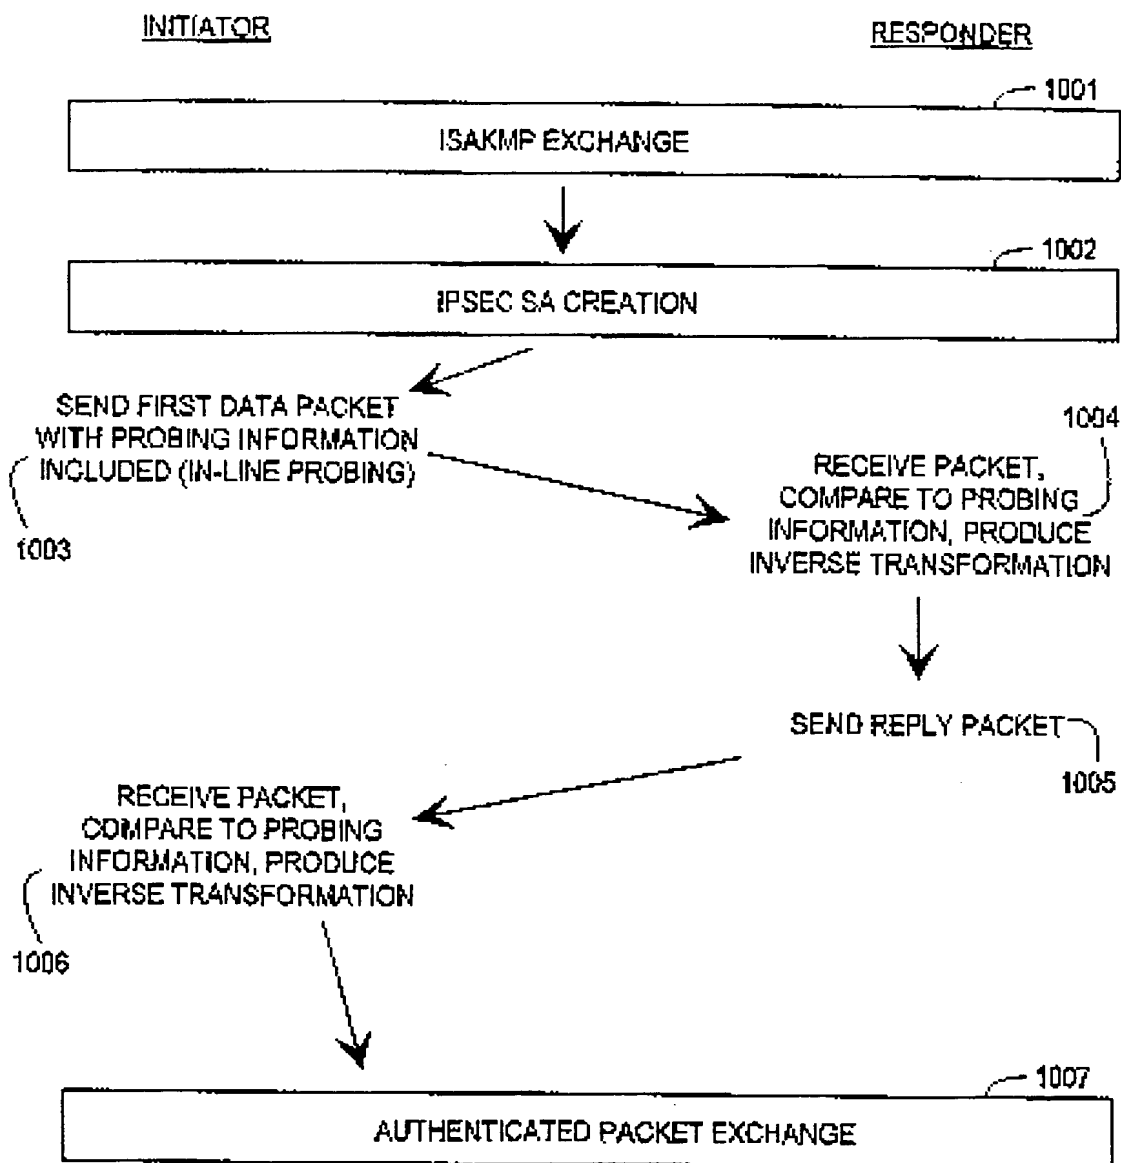 INITIATOR
RESPONDER
1001
ISAKMP EXCHANGE
1002
IPSEC SA CREATION
SEND FIRST DATA PACKET
WITH PROBING INFORMATION
INCLUDED (IN-LINE PROBING)
1003
1004
RECEIVE PACKET,
COMPARE TO PROBING
INFORMATION, PRODUCE
INVERSE TRANSFORMATION
SEND REPLY PACKET
1005
RECEIVE PACKET,
COMPARE TO PROBING
INFORMATION, PRODUCE
INVERSE TRANSFORMATION
1006
1007
AUTHENTICATED PACKET EXCHANGE